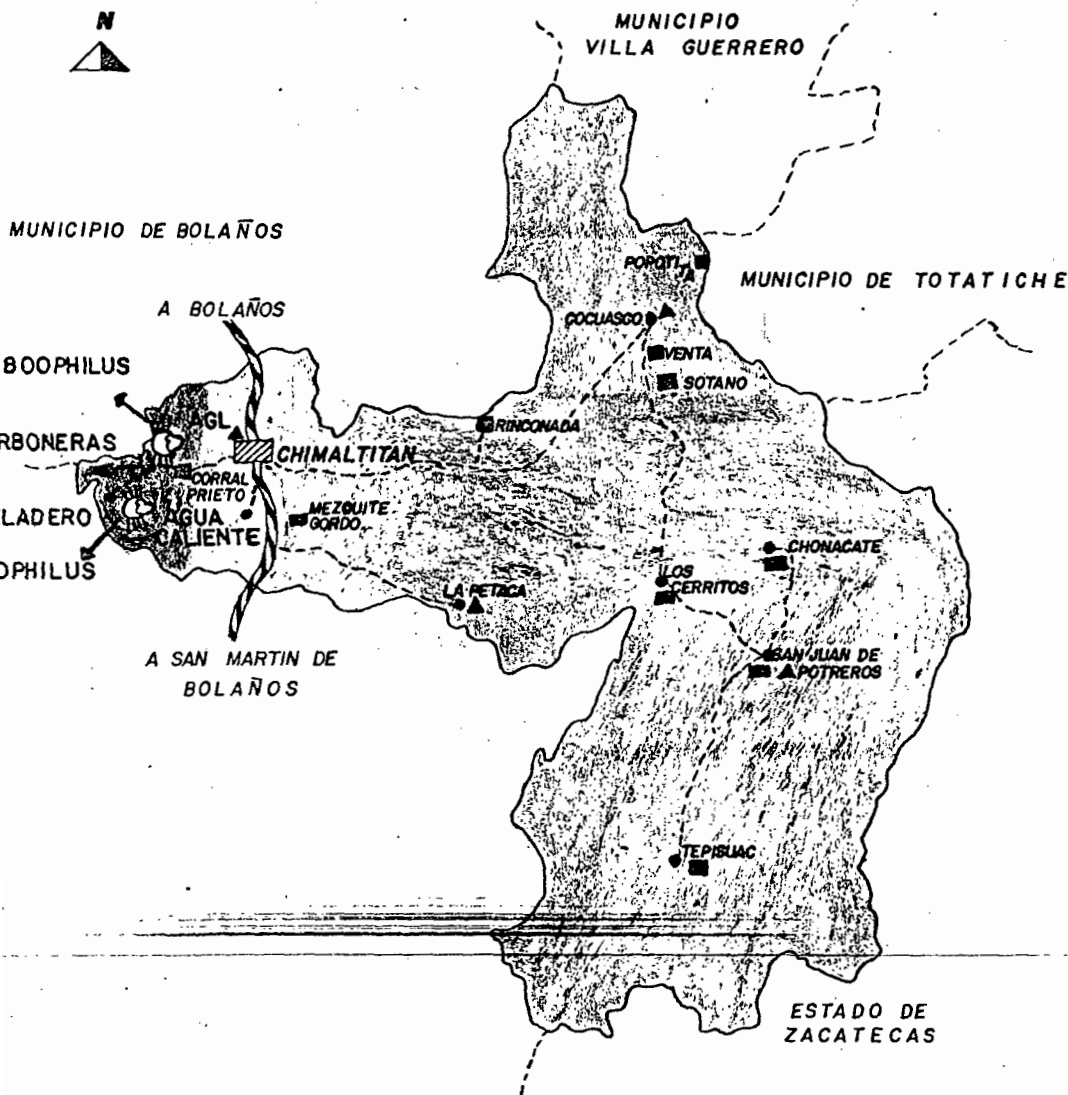 N
MUNICIPIO
VILLA GUERRERO
MUNICIPIO DE BOLAÑOS
POPOTI
TA
MUNICIPIO DE TOTATICHE
A BOLAÑOS
COCUASCO
VENTA
BOOPHILUS
SOTANO
AGL
RINCONADA
RBONERAS
CHIMALTITAN
CORRAL
PRIETO
MEZQUITE
GORDO
LADERO
AGUA
CALIENTE
CHONACATE
OPHILUS
LOS
CERRITOS
LA PETACA
A SAN MARTIN DE
BOLAÑOS
SAN JUAN DE
POTREROS
TEPISUAC
ESTADO DE
ZACATECAS